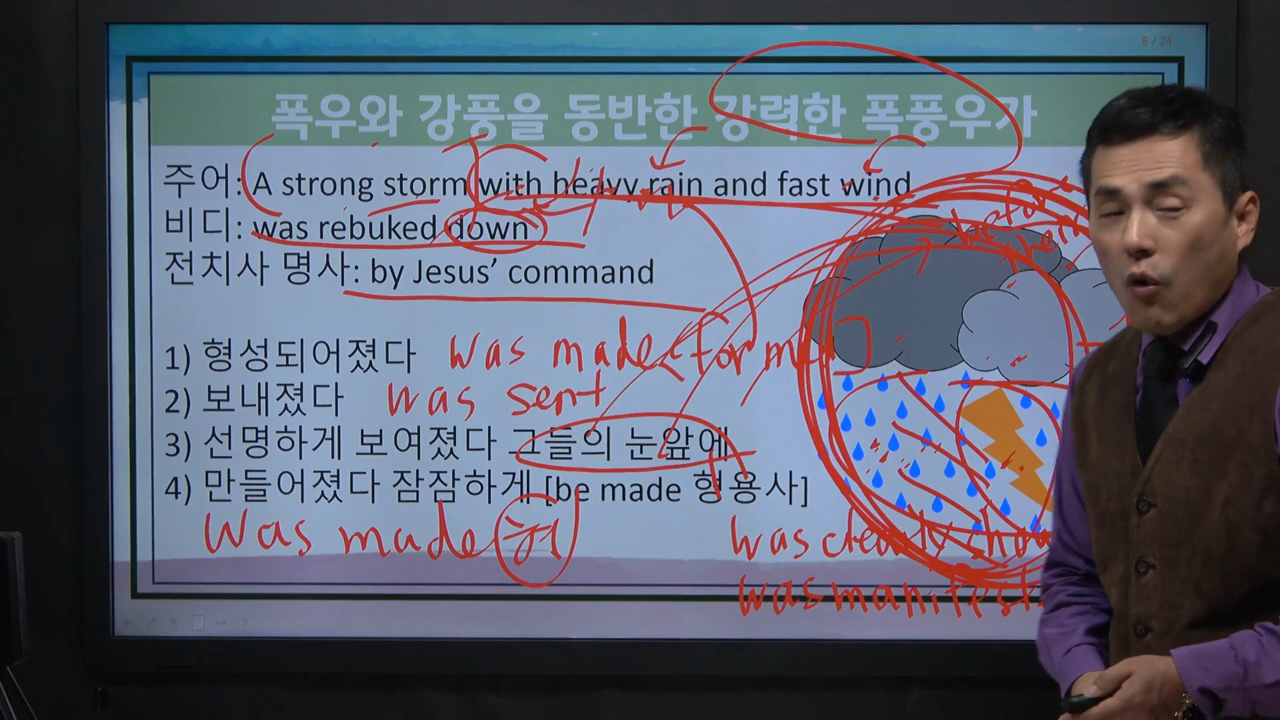 8 / 24
폭우와 강풍을 동반한 강력한 폭풍우가
주어: A strong storm with heavy rain and fast wind
비디: was rebuked down
전치사 명사: by Jesus’ command
1) 형성되어졌다 was made (form
2) 보내졌다 was sent
3) 선명하게 보여졌다 그들의 눈앞에
4) 만들어졌다 잠잠하게 [be made 형용사]
was made 형
was clearly show
was manifest